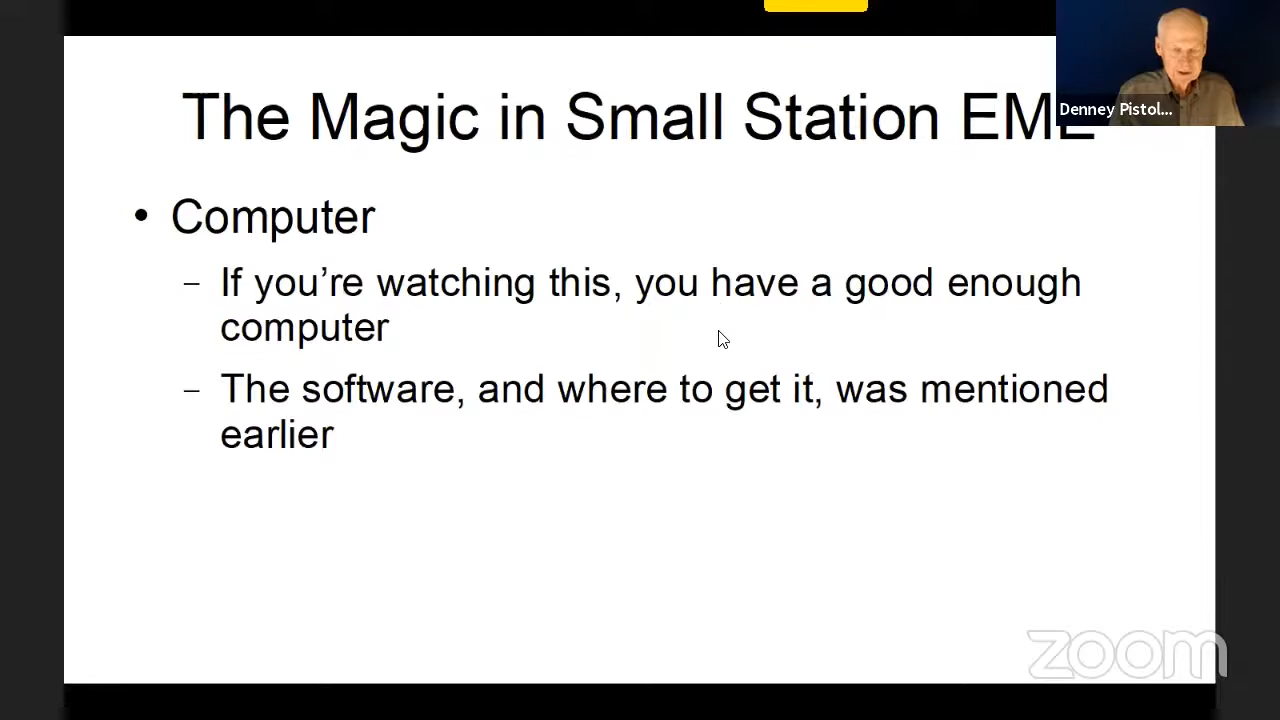 The Magic in Small Station EME
Denney Pistol...
• Computer
– If you're watching this, you have a good enough
computer
– The software, and where to get it, was mentioned
earlier
zoom